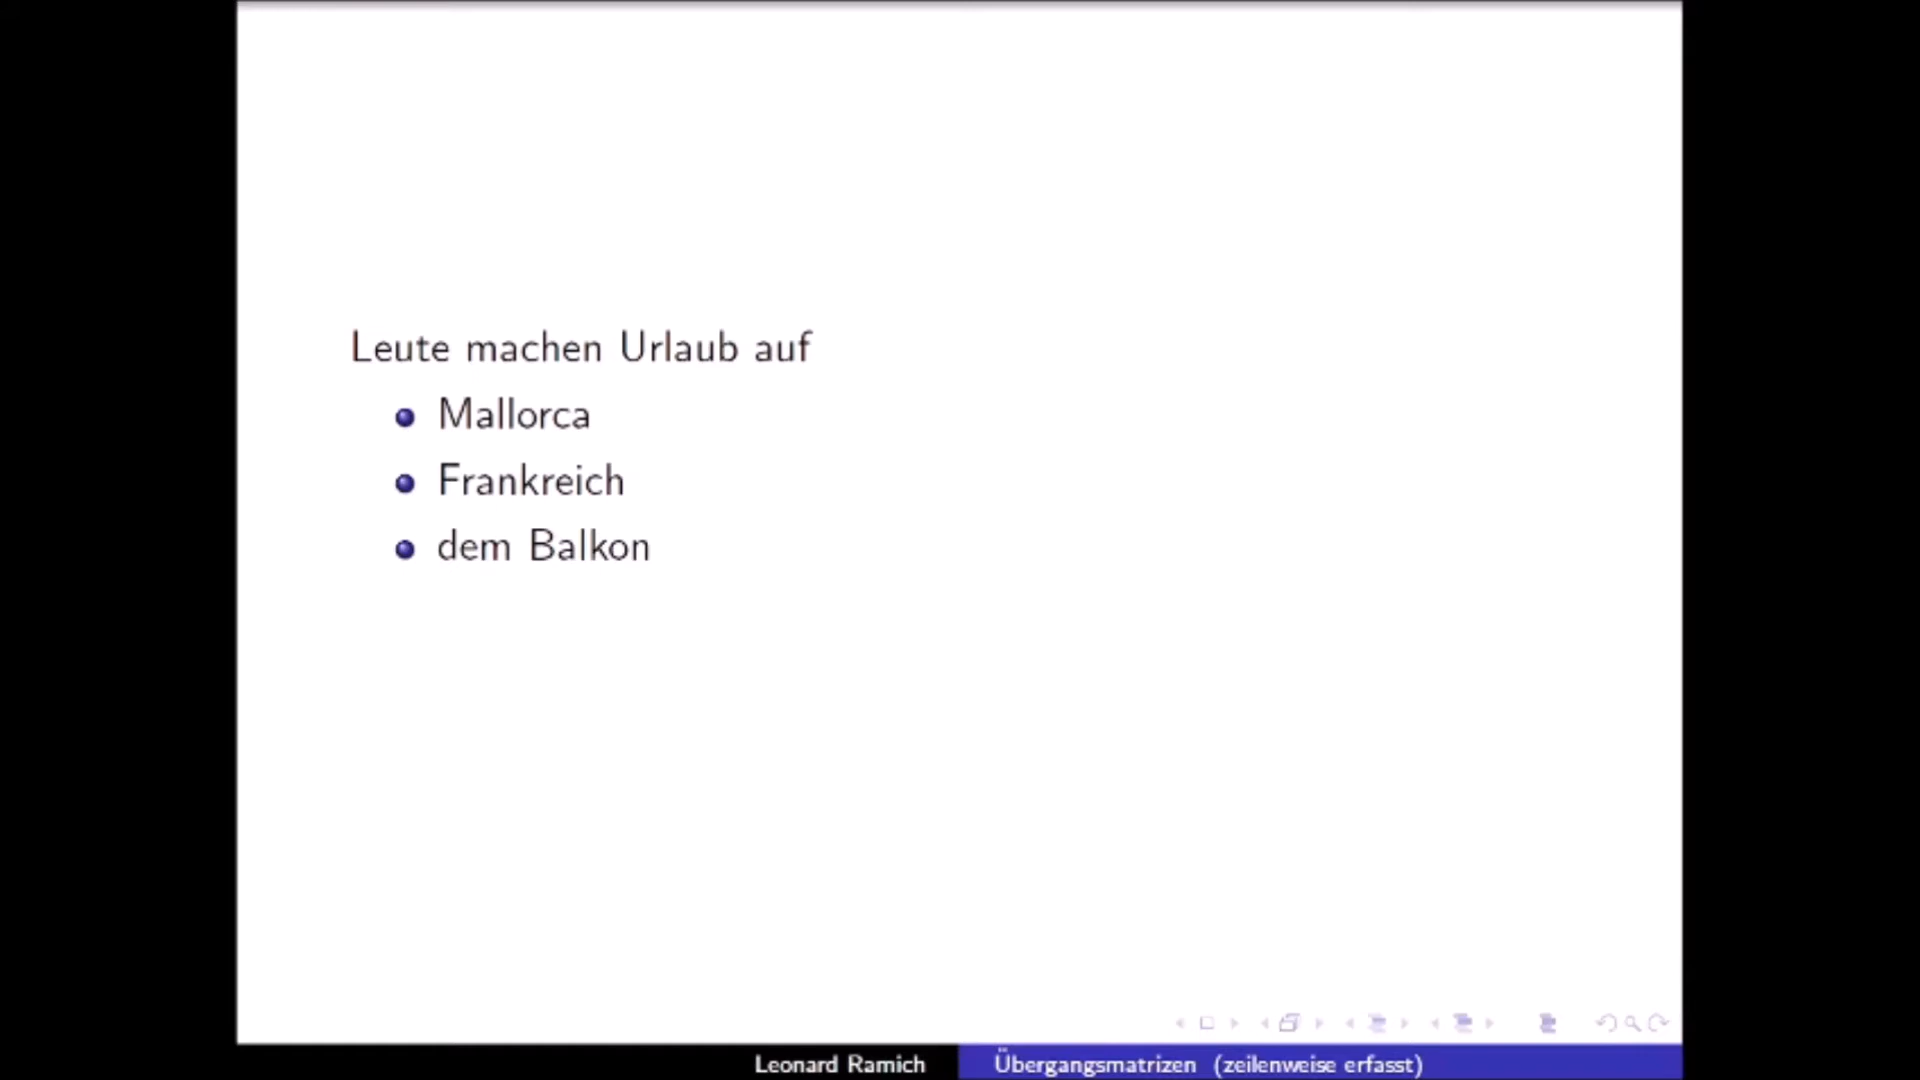 Leute machen Urlaub auf
Mallorca
Frankreich
dem Balkon
Leonard Ramich
Übergangsmatrizen (zeilenweise erfasst)